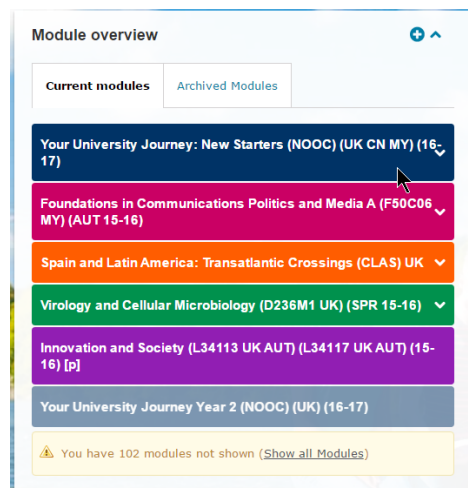 Module overview
Current modules
Archived Modules
Your University Journey: New Starters (NOOC) (UK CN MY) (16-
17)
Foundations in Communications Politics and Media A (F50C06
MY) (AUT 15-16)
Spain and Latin America: Transatlantic Crossings (CLAS) UK
Virology and Cellular Microbiology (D236M1 UK) (SPR 15-16)
Innovation and Society (L34113 UK AUT) (L34117 UK AUT) (15-
16) [p]
Your University Journey Year 2 (NOOC) (UK) (16-17)
You have 102 modules not shown (Show all Modules)